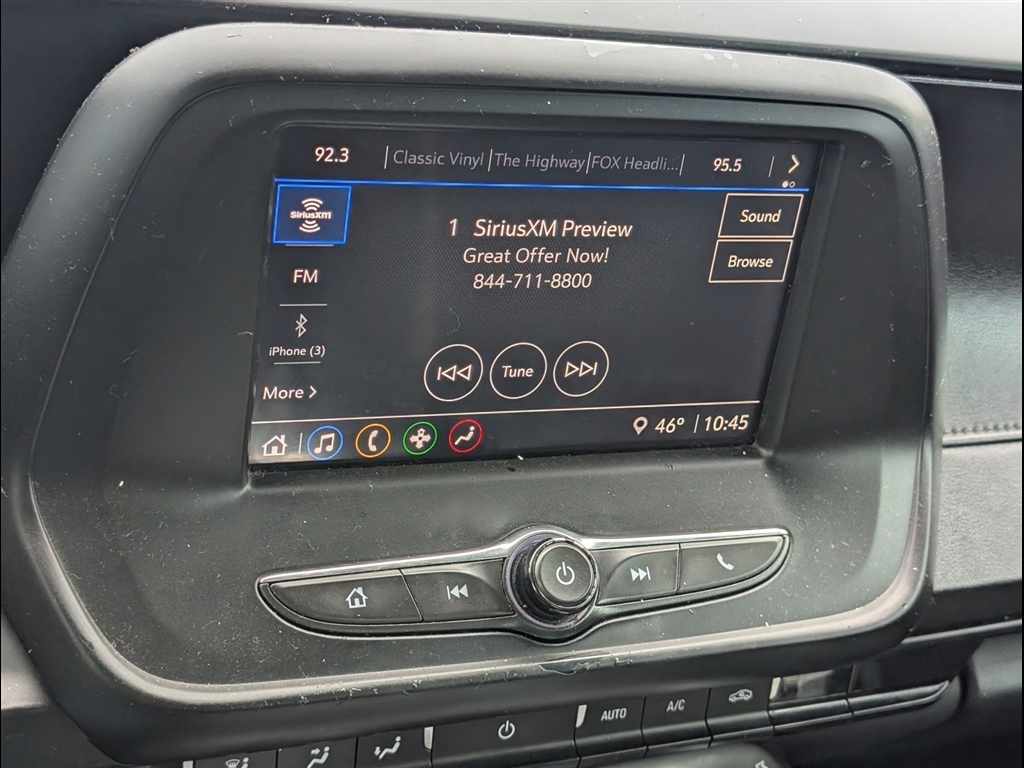 92.3 Classic Vinyl The Highway FOX Headli... 95.5
SiriusXM
FM
iPhone (3)
More
1 SiriusXM Preview
Great Offer Now!
844-711-8800
Sound
Browse
Tune
46° 10:45
AUTO
A/C